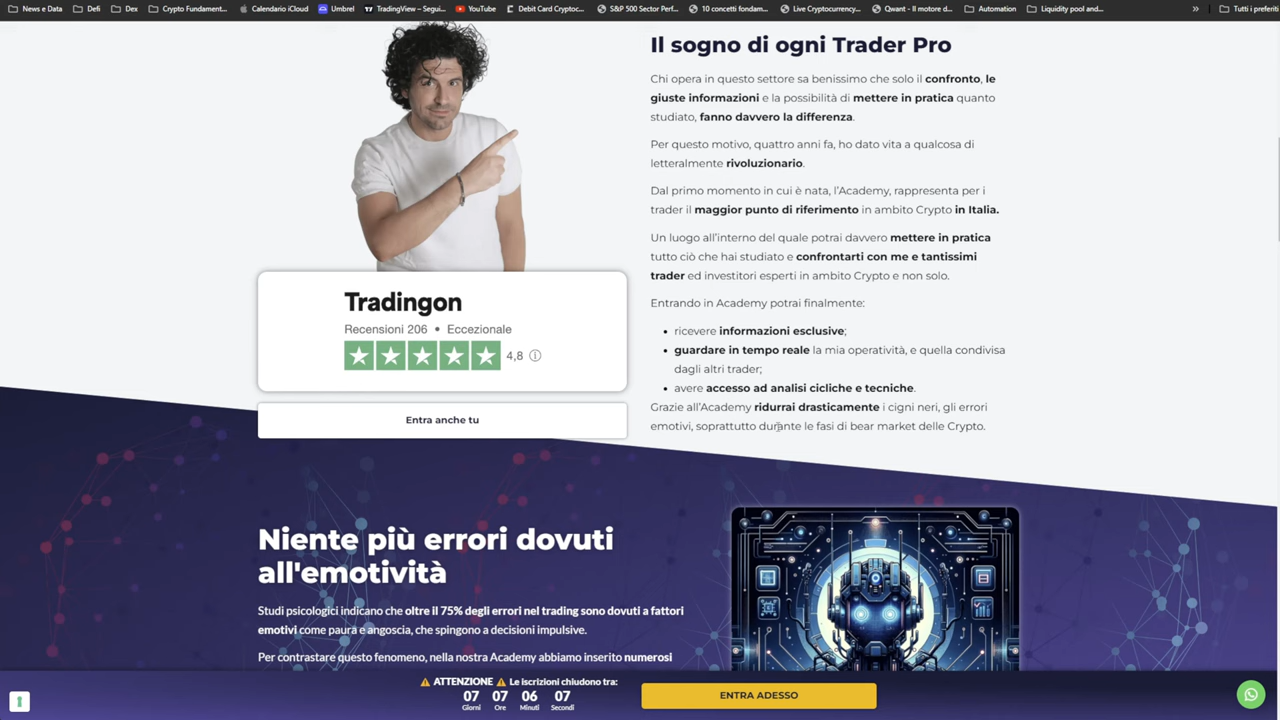 News e Data
Defi
Dex
Crypto Fundament...
Calendario iCloud
Umbrel
TradingView – Segui...
YouTube
Debit Card Cryptoc...
S&P 500 Sector Perf...
10 concetti fondam...
Live Cryptocurrency...
Qwant - Il motore d...
Automation
Liquidity pool and...
»
Tutti i preferiti
Il sogno di ogni Trader Pro
Chi opera in questo settore sa benissimo che solo il confronto, le
giuste informazioni e la possibilità di mettere in pratica quanto
studiato, fanno davvero la differenza.
Per questo motivo, quattro anni fa, ho dato vita a qualcosa di
letteralmente rivoluzionario.
Dal primo momento in cui è nata, l’Academy, rappresenta per i
trader il maggior punto di riferimento in ambito Crypto in Italia.
Un luogo all’interno del quale potrai davvero mettere in pratica
tutto ciò che hai studiato e confrontarti con me e tantissimi
trader ed investitori esperti in ambito Crypto e non solo.
Entrando in Academy potrai finalmente:
• ricevere informazioni esclusive;
• guardare in tempo reale la mia operatività, e quella condivisa
dagli altri trader;
• avere accesso ad analisi cicliche e tecniche.
Grazie all’Academy ridurrai drasticamente i cigni neri, gli errori
emotivi, soprattutto durante le fasi di bear market delle Crypto.
Tradingon
Recensioni 206 • Eccezionale
4,8
Entra anche tu
Niente più errori dovuti
all'emotività
Studi psicologici indicano che oltre il 75% degli errori nel trading sono dovuti a fattori
emotivi come paura e angoscia, che spingono a decisioni impulsive.
Per contrastare questo fenomeno, nella nostra Academy abbiamo inserito numerosi
⚠ ATTENZIONE ⚠ Le iscrizioni chiudono tra:
07 07 06 07
Giorni Ore Minuti Secondi
ENTRA ADESSO